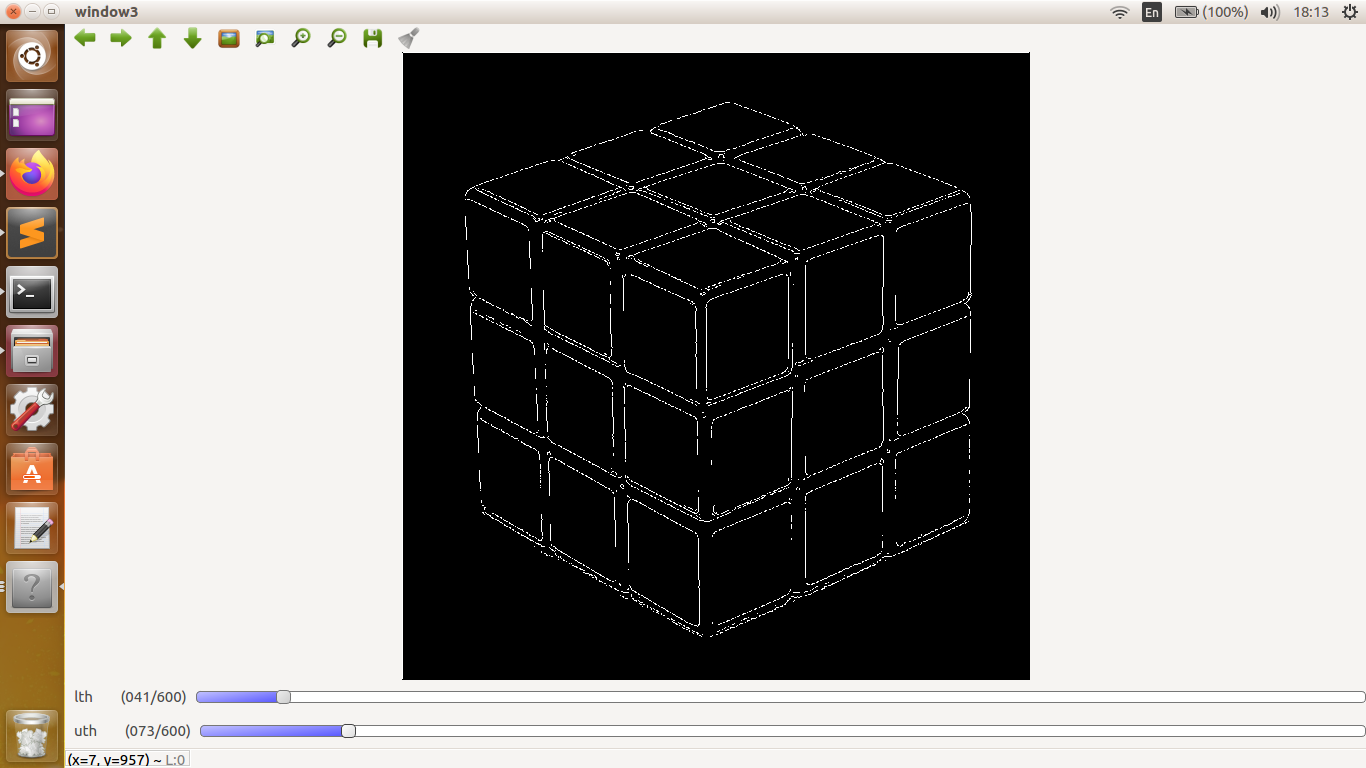 window3
En
(100%)
18:13
lth (041/600)
uth (073/600)
(x=7, y=957) ~ L:0